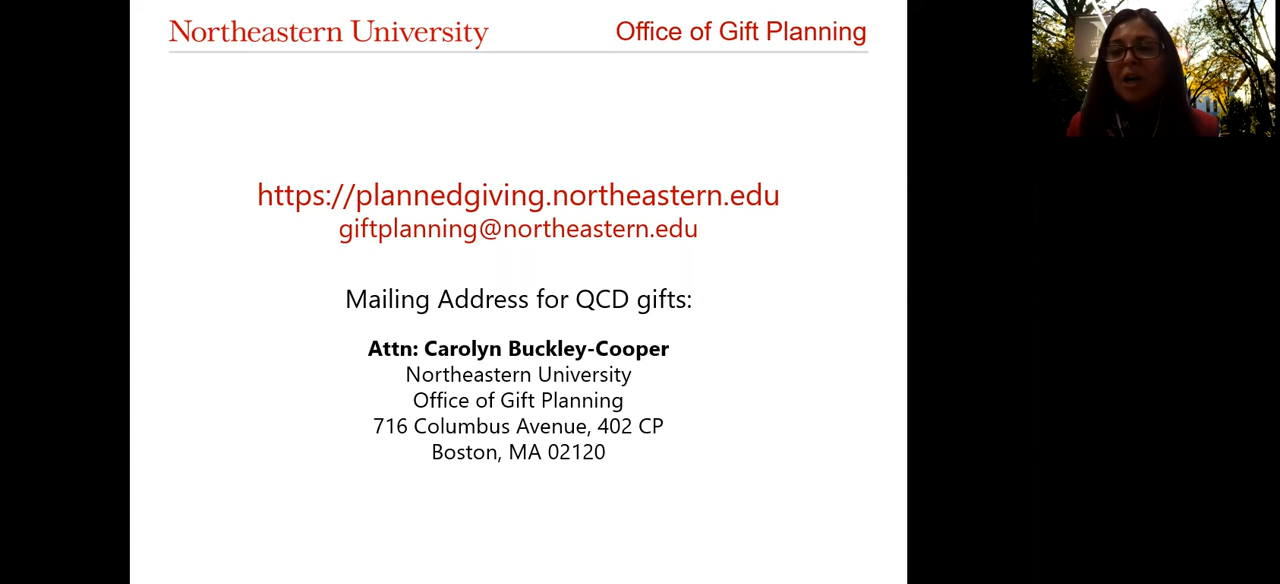 Northeastern University
Office of Gift Planning
https://plannedgiving.northeastern.edu
giftplanning@northeastern.edu
Mailing Address for QCD gifts:
Attn: Carolyn Buckley-Cooper
Northeastern University
Office of Gift Planning
716 Columbus Avenue, 402 CP
Boston, MA 02120